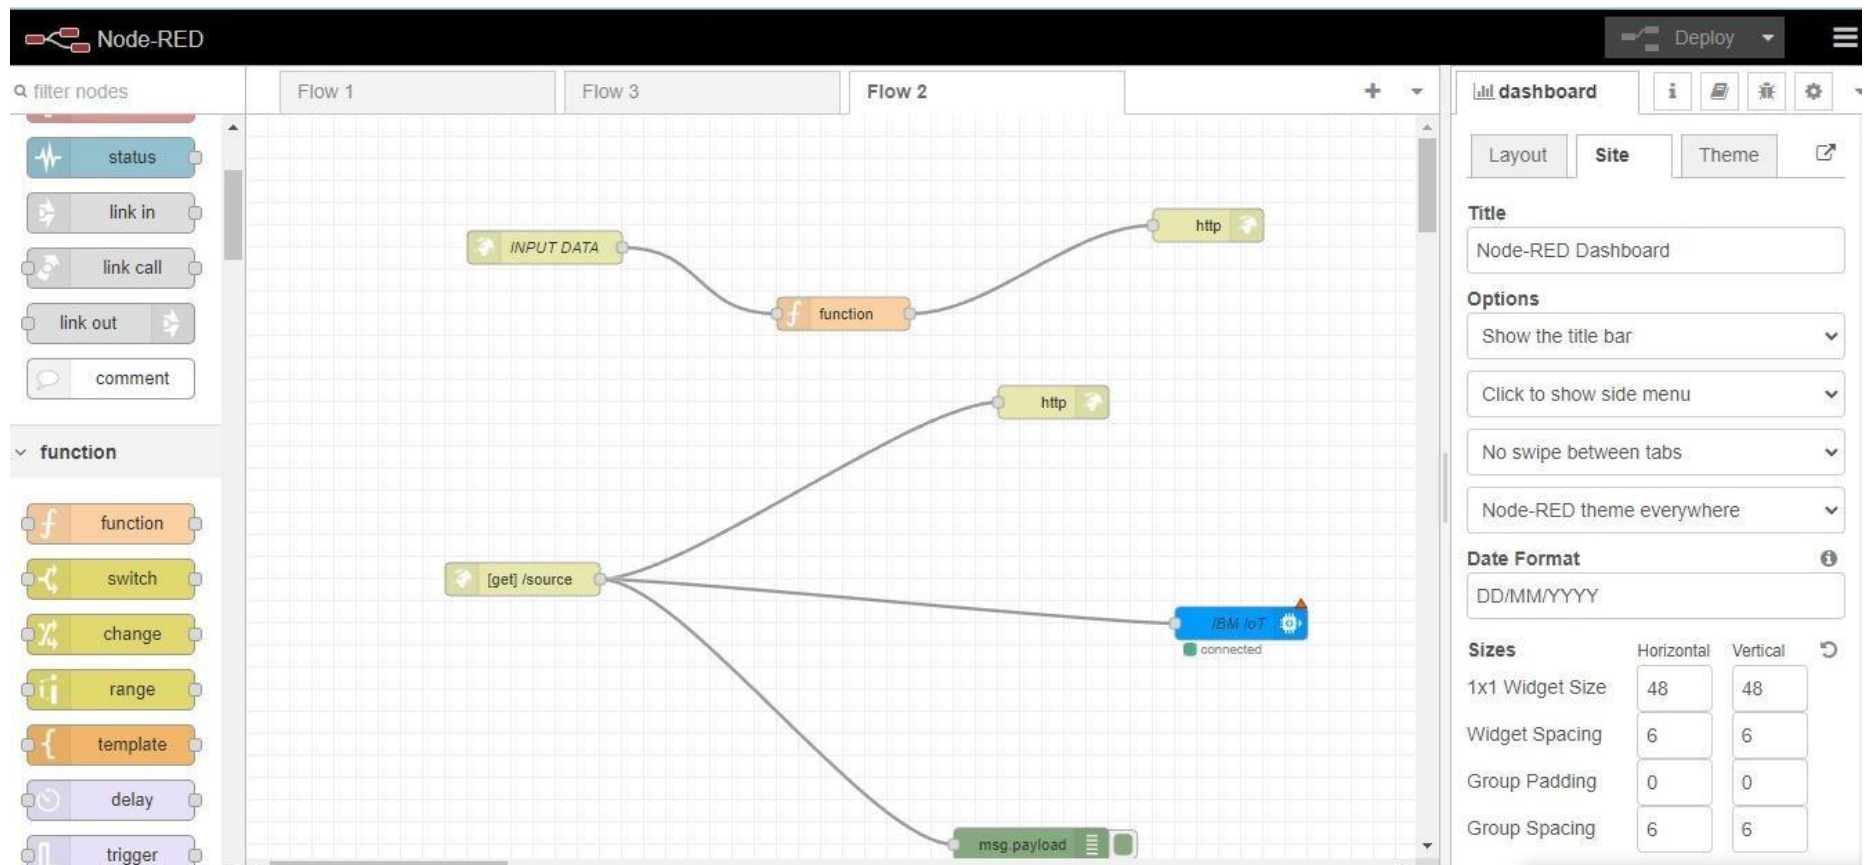 Node-RED
Deploy
filter nodes
Flow 1
Flow 3
Flow 2
dashboard
status
link in
link call
link out
comment
function
function
switch
change
range
template
delay
trigger
INPUT DATA
http
function
http
[get] /source
IBM IoT
connected
msg.payload
Layout
Site
Theme
Title
Node-RED Dashboard
Options
Show the title bar
Click to show side menu
No swipe between tabs
Node-RED theme everywhere
Date Format
DD/MM/YYYY
Sizes Horizontal Vertical
1x1 Widget Size 48 48
Widget Spacing 6 6
Group Padding 0 0
Group Spacing 6 6